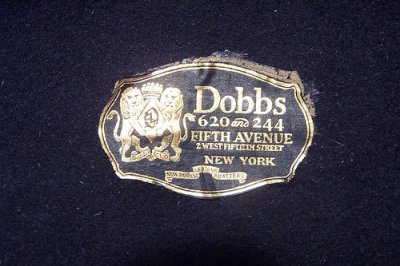 Dobbs
620 and 244
FIFTH AVENUE
2 WEST FIFTIETH STREET
NEW YORK
NEW YORK'S LEADING HATTERS